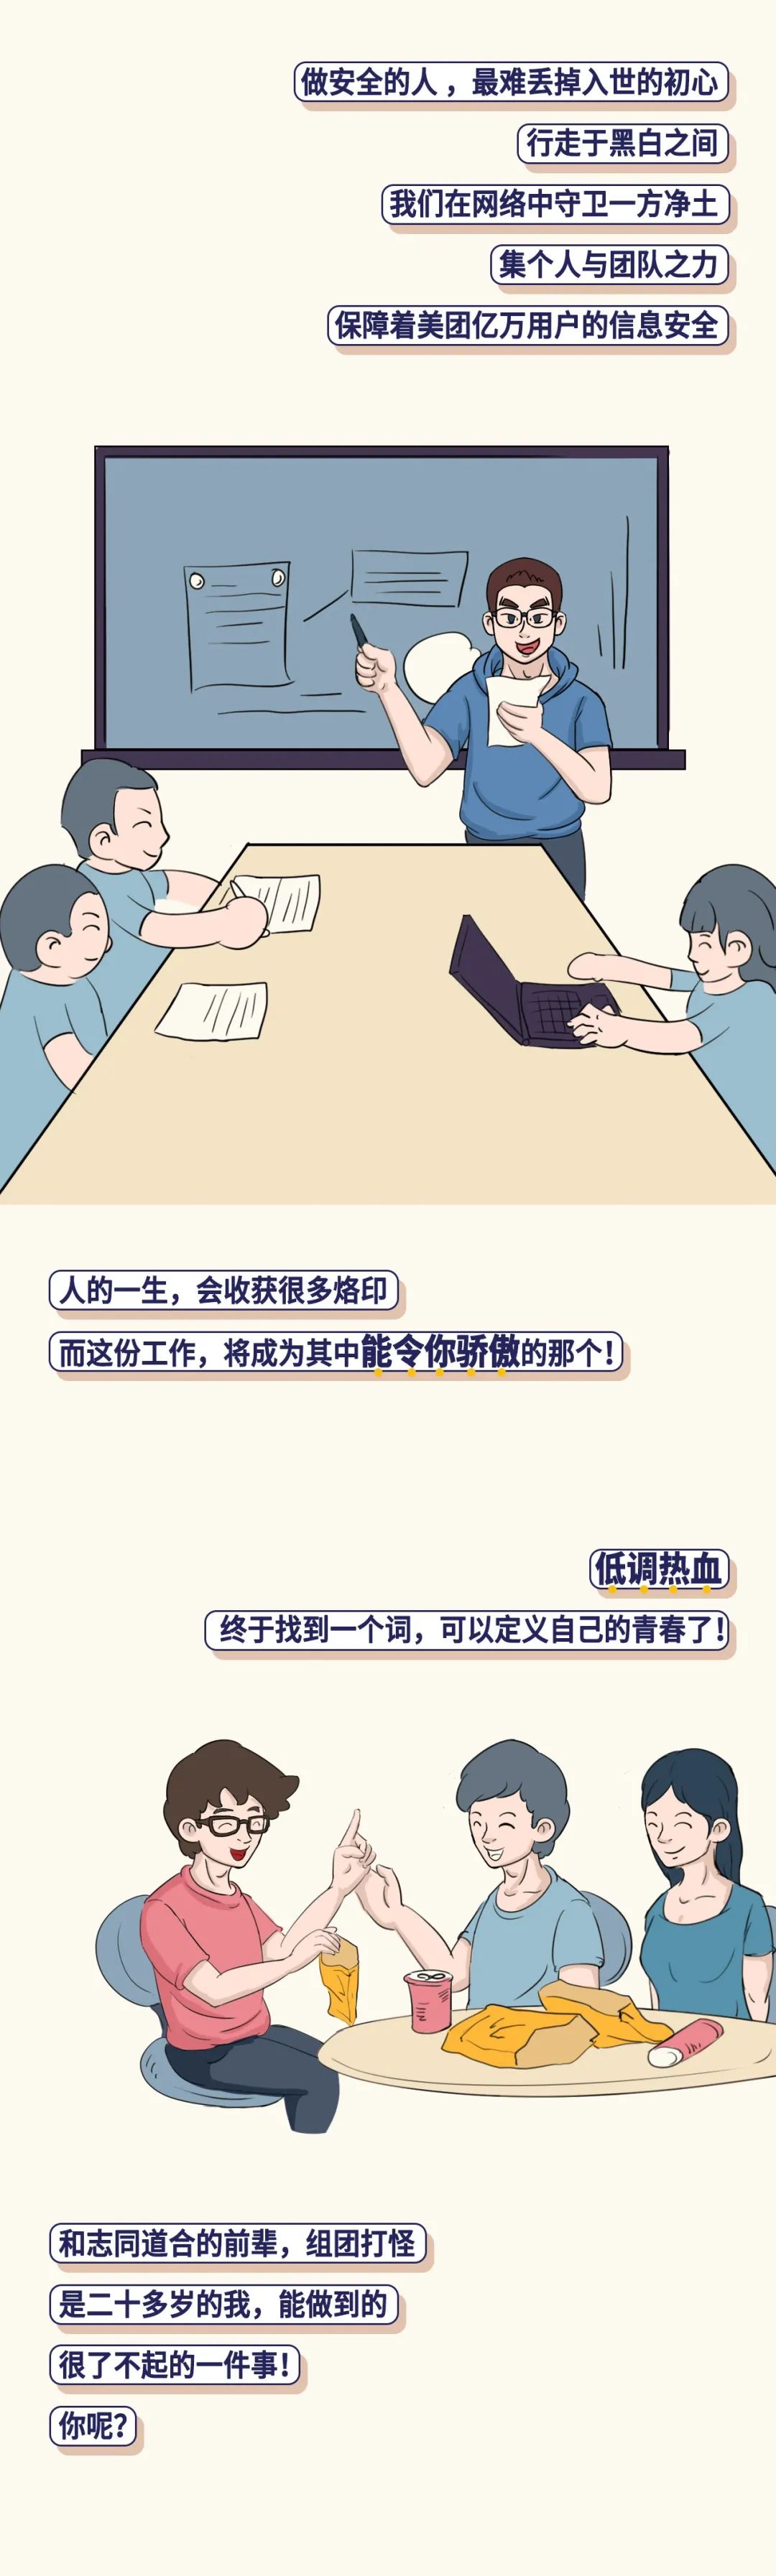 做安全的人，最难丢掉入世的初心
行走于黑白之间
我们在网络中守卫一方净土
集个人与团队之力
保障着美团亿万用户的信息安全
人的一生，会收获很多烙印
而这份工作，将成为其中能令你骄傲的那个！
低调热血
终于找到一个词，可以定义自己的青春了！
和志同道合的前辈，组团打怪
是二十多岁的我，能做到的
很了不起的一件事！
你呢？